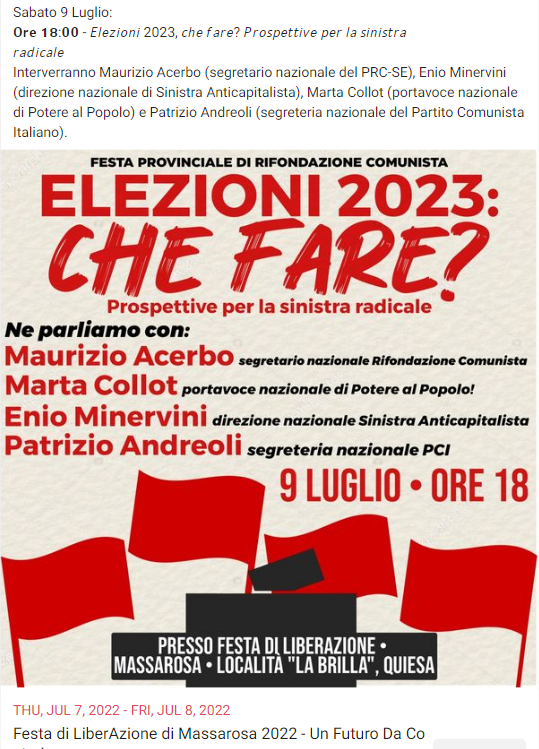 Sabato 9 Luglio:
Ore 18:00 - Elezioni 2023, che fare? Prospettive per la sinistra
radicale
Interverranno Maurizio Acerbo (segretario nazionale del PRC-SE), Enio Minervini
(direzione nazionale di Sinistra Anticapitalista), Marta Collot (portavoce nazionale
di Potere al Popolo) e Patrizio Andreoli (segreteria nazionale del Partito Comunista
Italiano).
FESTA PROVINCIALE DI RIFONDAZIONE COMUNISTA
ELEZIONI 2023:
CHE FARE?
Prospettive per la sinistra radicale
Ne parliamo con:
Maurizio Acerbo segretario nazionale Rifondazione Comunista
Marta Collot portavoce nazionale di Potere al Popolo!
Enio Minervini direzione nazionale Sinistra Anticapitalista
Patrizio Andreoli segreteria nazionale PCI
9 LUGLIO • ORE 18
PRESSO FESTA DI LIBERAZIONE •
MASSAROSA • LOCALITÀ "LA BRILLA", QUIESA
THU, JUL 7, 2022 - FRI, JUL 8, 2022
Festa di LiberAzione di Massarosa 2022 - Un Futuro Da Co